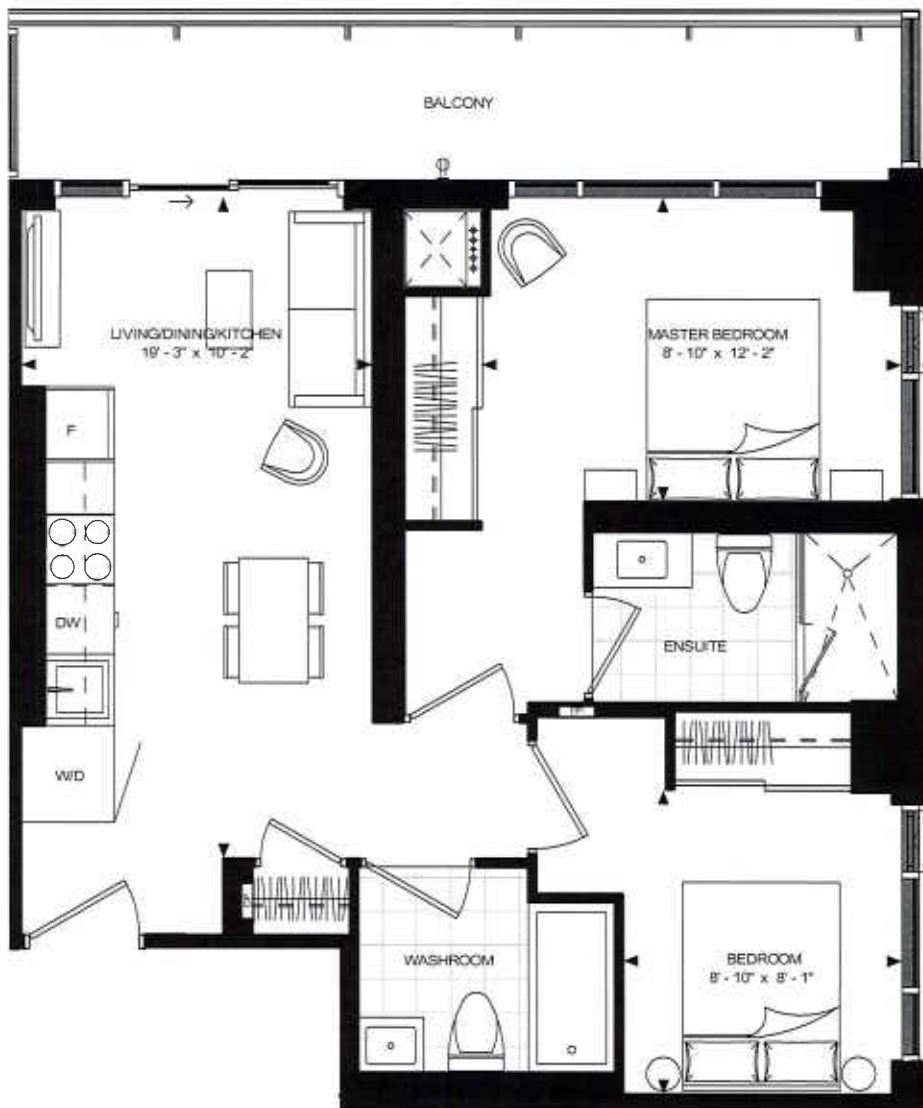 BALCONY
LIVING/DINING/KITCHEN
19' - 3" x 10' - 2"
MASTER BEDROOM
8' - 10" x 12' - 2"
F
DW
ENSUITE
W/D
WASHROOM
BEDROOM
8' - 10" x 8' - 1"